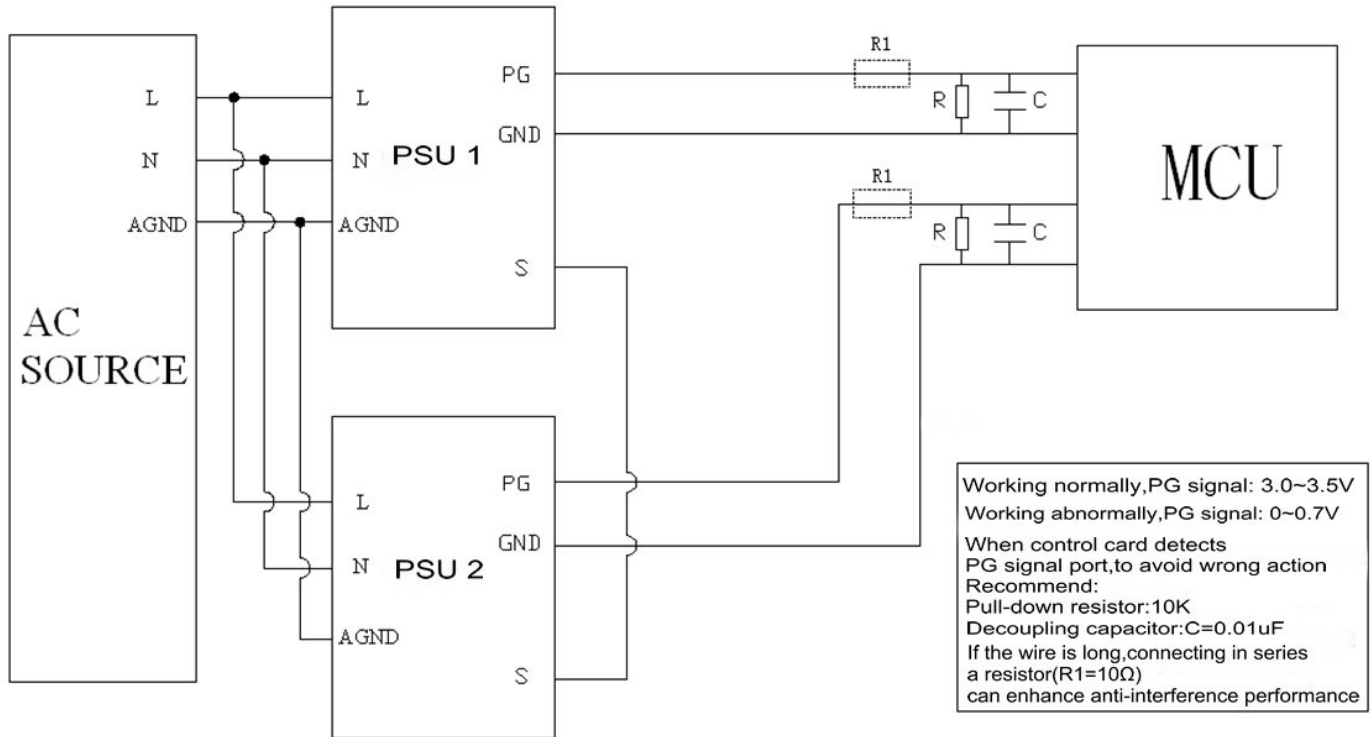 AC
SOURCE
L
N
AGND
L
N
AGND
PSU 1
PG
GND
S
L
N
AGND
PSU 2
PG
GND
S
R1
R
C
R1
R
C
MCU
Working normally,PG signal: 3.0~3.5V
Working abnormally,PG signal: 0~0.7V
When control card detects
PG signal port,to avoid wrong action
Recommend:
Pull-down resistor:10K
Decoupling capacitor:C=0.01uF
If the wire is long,connecting in series
a resistor(R1=10Ω)
can enhance anti-interference performance